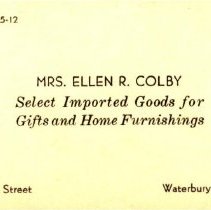 5-12
MRS. ELLEN R. COLBY
Select Imported Goods for
Gifts and Home Furnishings
Street Waterbury